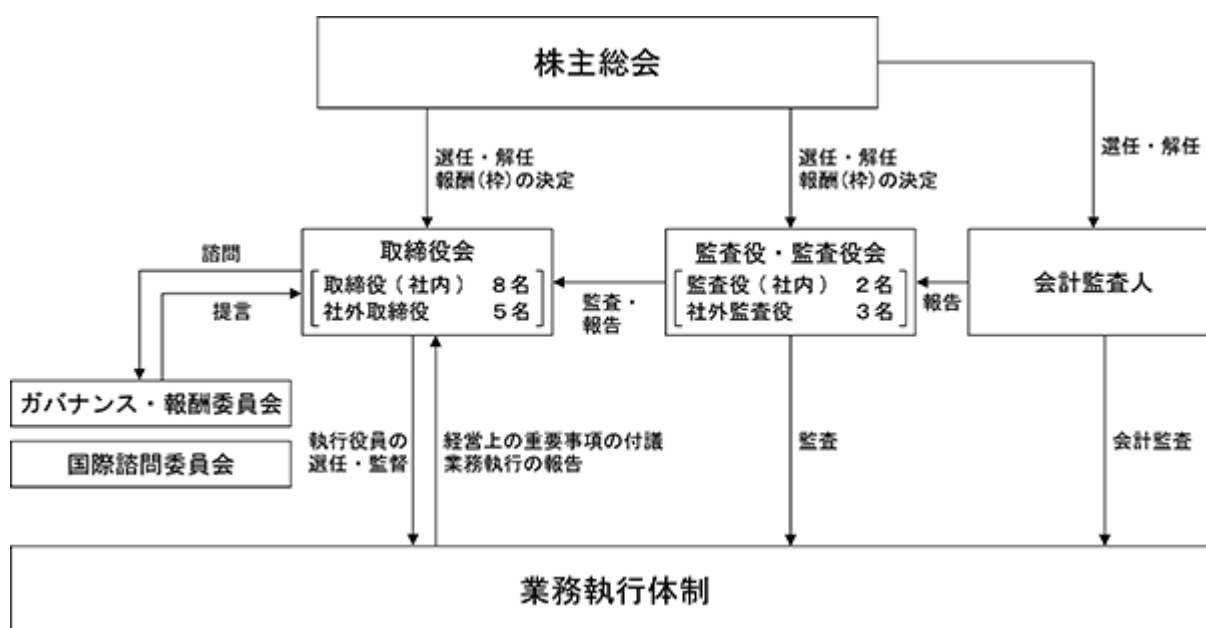 株主総会
選任・解任
報酬(枠)の決定
選任・解任
報酬(枠)の決定
選任・解任
諮問
提言
取締役会
取締役(社内) 8名
社外取締役 5名
監査・
報告
監査役・監査役会
監査役(社内) 2名
社外監査役 3名
報告
会計監査人
ガバナンス・報酬委員会
国際諮問委員会
執行役員の
選任・監督
経営上の重要事項の付議
業務執行の報告
監査
会計監査
業務執行体制